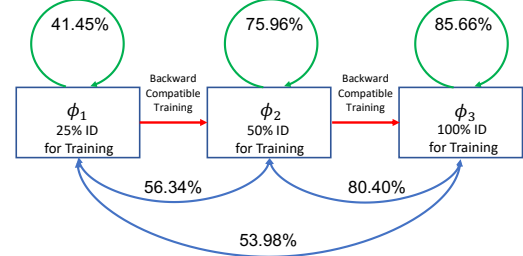 41.45%
75.96%
85.66%
Backward
Compatible
Training
Backward
Compatible
Training
ϕ1
25% ID
for Training
ϕ2
50% ID
for Training
ϕ3
100% ID
for Training
56.34%
80.40%
53.98%